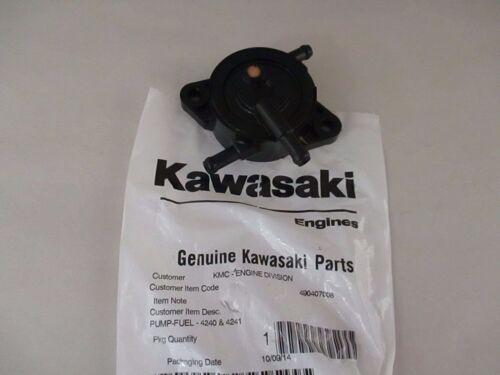 Kawasaki
Engines
Genuine Kawasaki Parts
Customer KMC - ENGINE DIVISION
Customer Item Code 490407008
Item Note
Customer Item Desc.
PUMP-FUEL - 4240 & 4241
Pkg Quantity 1
Packaging Date 10/09/14